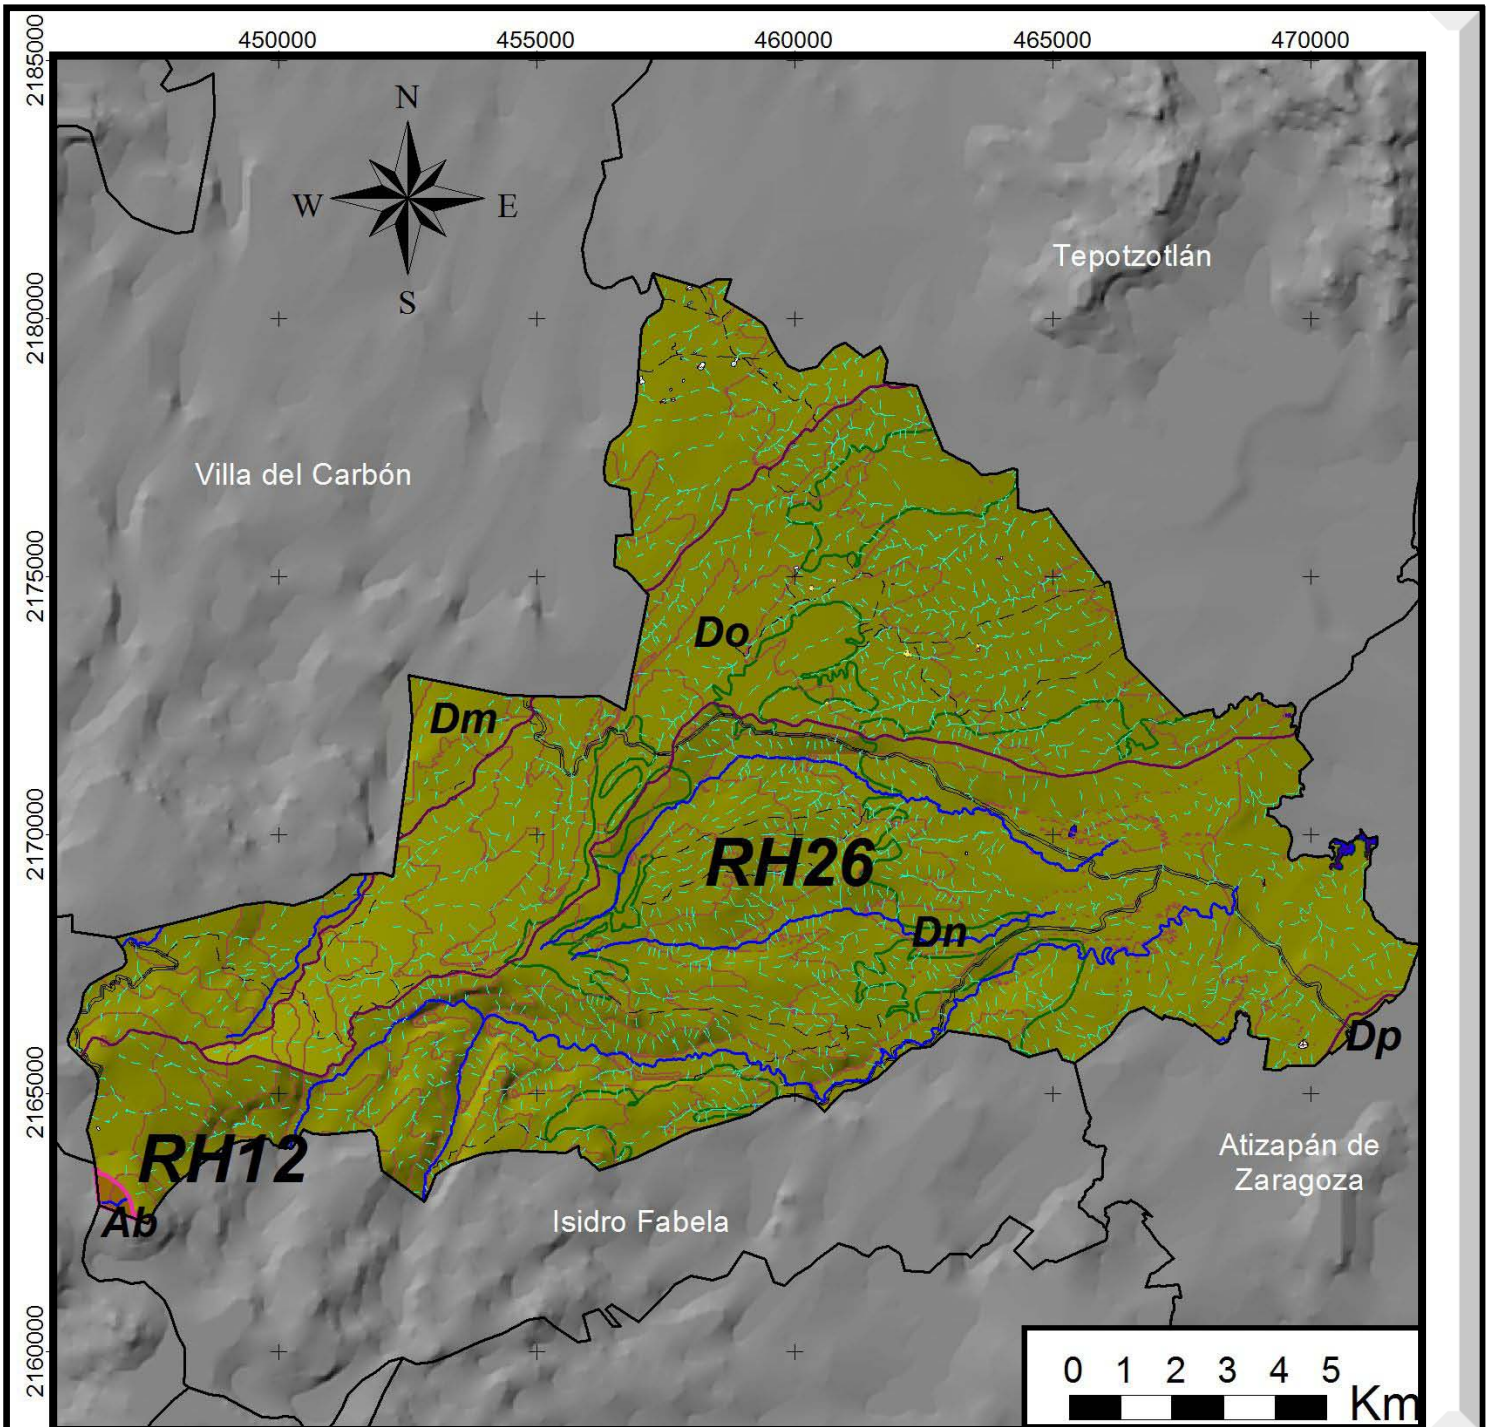 450000 455000 460000 465000 470000
2185000
N
W E
S
Tepotzotlán
2180000
Villa del Carbón
2175000
Do
Dm
2170000
RH26
Dn
Dp
2165000
RH12
Atizapán de
Zaragoza
Ab
Isidro Fabela
2160000
0 1 2 3 4 5
Km